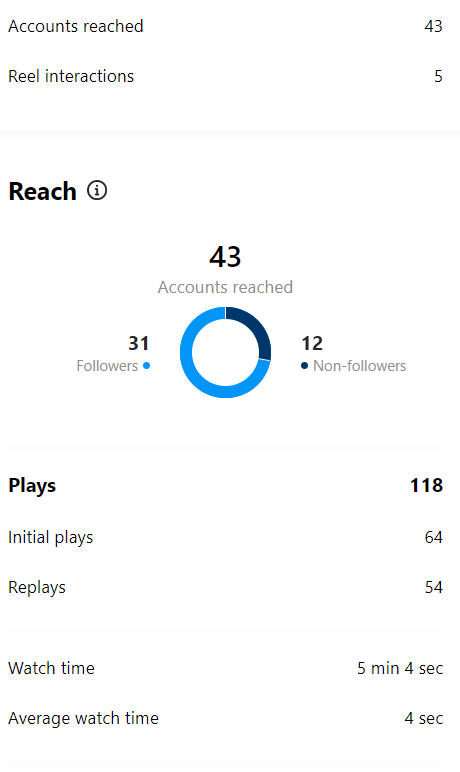 Accounts reached 43
Reel interactions 5
Reach
43
Accounts reached
31 12
Followers Non-followers
Plays 118
Initial plays 64
Replays 54
Watch time 5 min 4 sec
Average watch time 4 sec